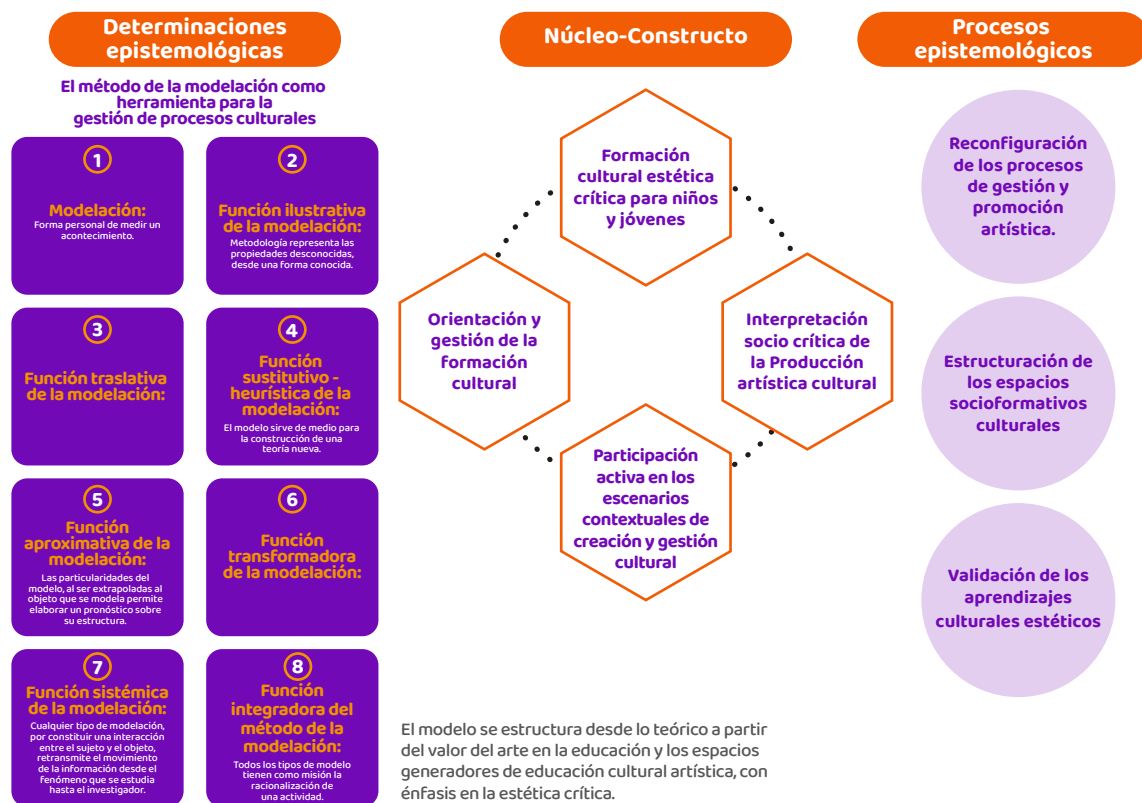 Determinaciones
epistemológicas
El método de la modelación como
herramienta para la
gestión de procesos culturales
1
Modelación:
Forma personal de medir un
acontecimiento.
2
Función ilustrativa
de la modelación:
Metodología representa las
propiedades desconocidas,
desde una forma conocida.
3
Función traslativa
de la modelación:
4
Función
sustitutivo -
heurística de la
modelación:
El modelo sirve de medio para
la construcción de una
teoría nueva.
5
Función
aproximativa de la
modelación:
Las particularidades del
modelo, al ser extrapoladas al
objeto que se modela permite
elaborar un pronóstico sobre
su estructura.
6
Función
transformadora
de la modelación:
7
Función sistémica
de la modelación:
Cualquier tipo de modelación,
por constituir una interacción
entre el sujeto y el objeto,
retransmite el movimiento
de la información desde el
fenómeno que se estudia
hasta el investigador.
8
Función
integradora del
método de la
modelación:
Todos los tipos de modelo
tienen como misión la
racionalización de
una actividad.
Núcleo-Constructo
Formación
cultural estética
crítica para niños
y jóvenes
Orientación y
gestión de la
formación
cultural
Interpretación
socio crítica de
la Producción
artística cultural
Participación
activa en los
escenarios
contextuales de
creación y gestión
cultural
El modelo se estructura desde lo teórico a partir
del valor del arte en la educación y los espacios
generadores de educación cultural artística, con
énfasis en la estética crítica.
Procesos
epistemológicos
Reconfiguración
de los procesos
de gestión y
promoción
artística.
Estructuración de
los espacios
socioformativos
culturales
Validación de los
aprendizajes
culturales estéticos